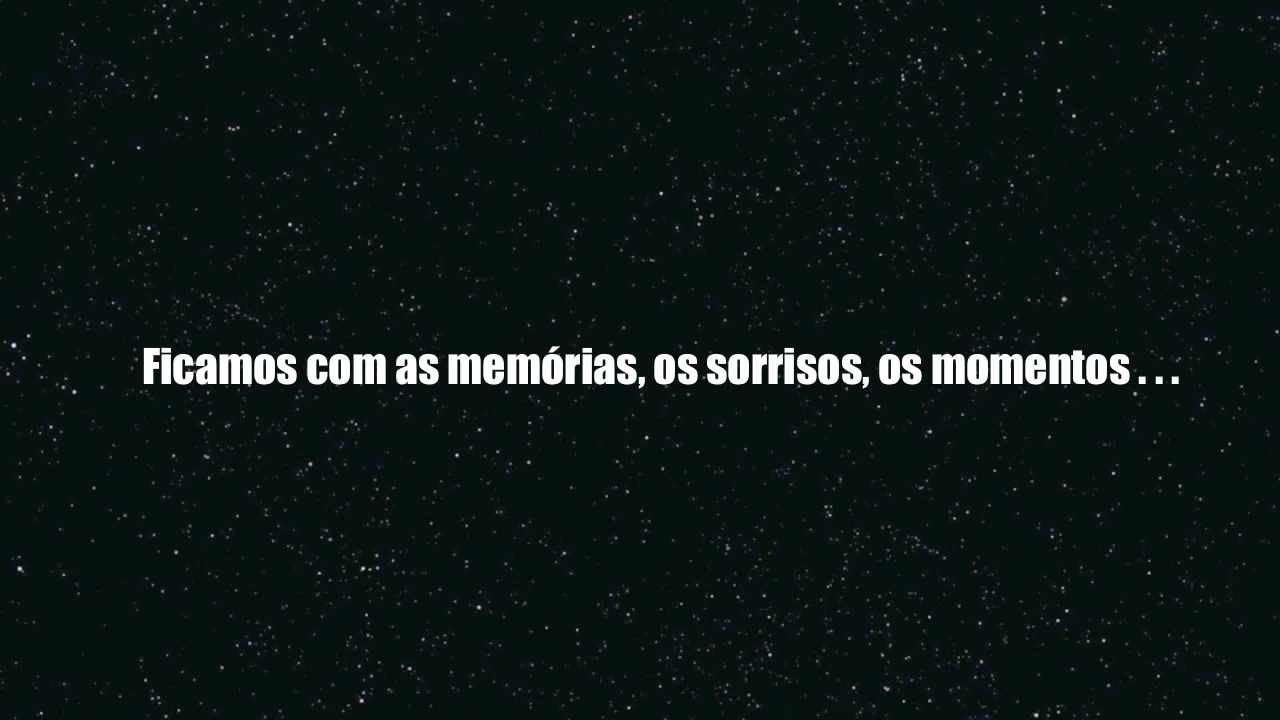 Ficamos com as memórias, os sorrisos, os momentos . . .